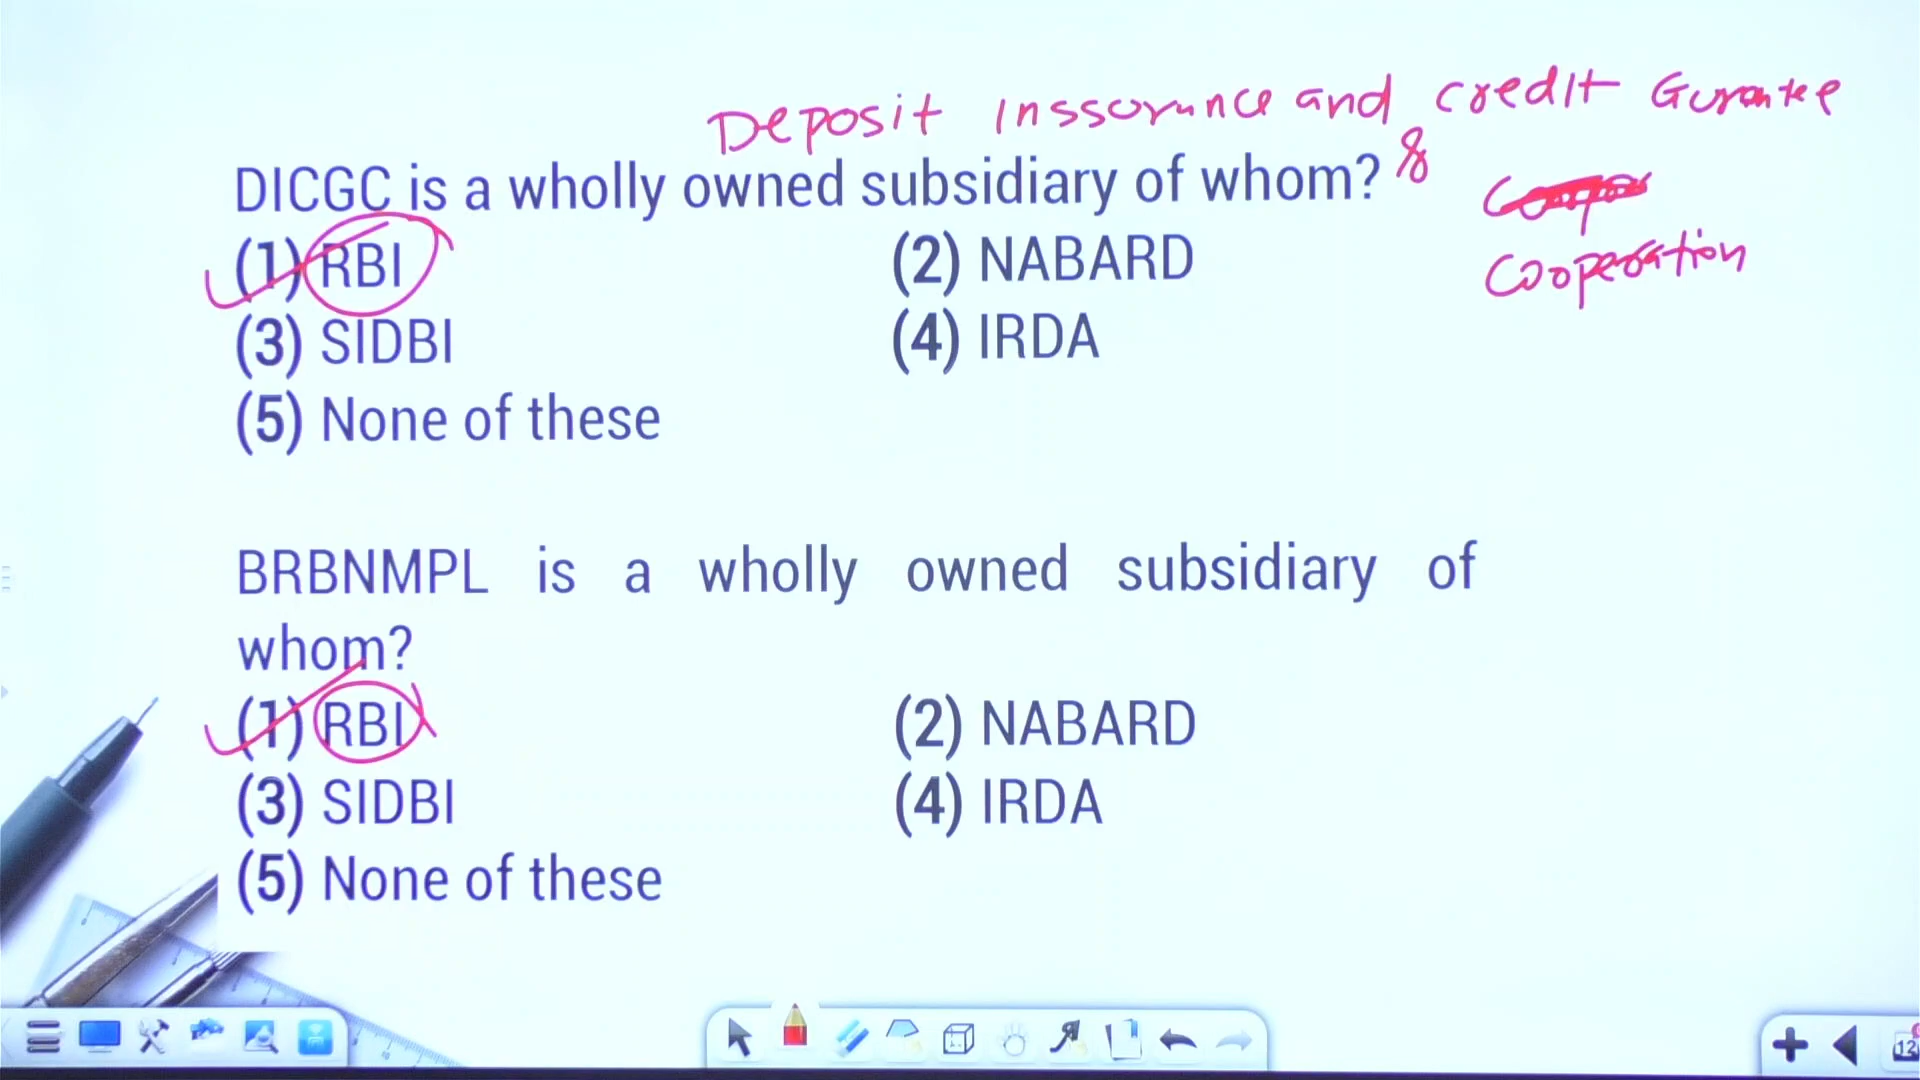 Deposit Inssorunce and credit Gurantee
DICGC is a wholly owned subsidiary of whom? &
(1) RBI (2) NABARD
Cooperation
(3) SIDBI (4) IRDA
(5) None of these
BRBNMPL is a wholly owned subsidiary of
whom?
(1) RBI (2) NABARD
(3) SIDBI (4) IRDA
(5) None of these
12